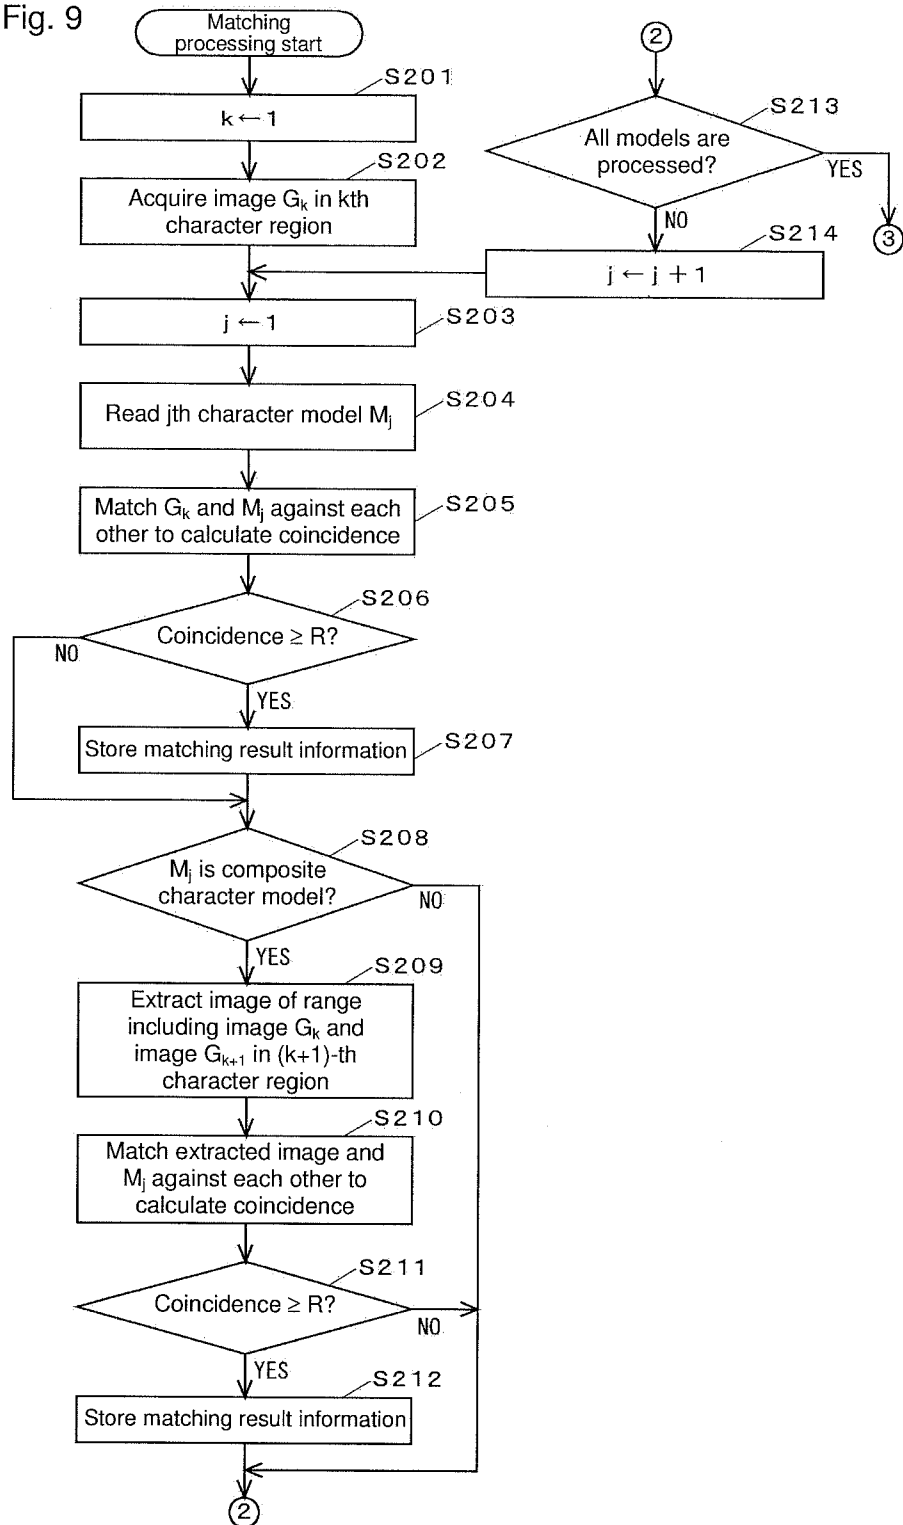 Fig. 9
Matching
processing start
S201
k ← 1
S202
Acquire image Gk in kth
character region
j ← 1
S203
Read jth character model Mj
S204
Match Gk and Mj against each
other to calculate coincidence
S205
S206
Coincidence ≥ R?
NO
YES
Store matching result information
S207
S208
Mj is composite
character model?
NO
YES
S209
Extract image of range
including image Gk and
image Gk+1 in (k+1)-th
character region
S210
Match extracted image and
Mj against each other to
calculate coincidence
S211
Coincidence ≥ R?
NO
YES
S212
Store matching result information
2
2
S213
All models are
processed?
YES
NO
3
S214
j ← j + 1